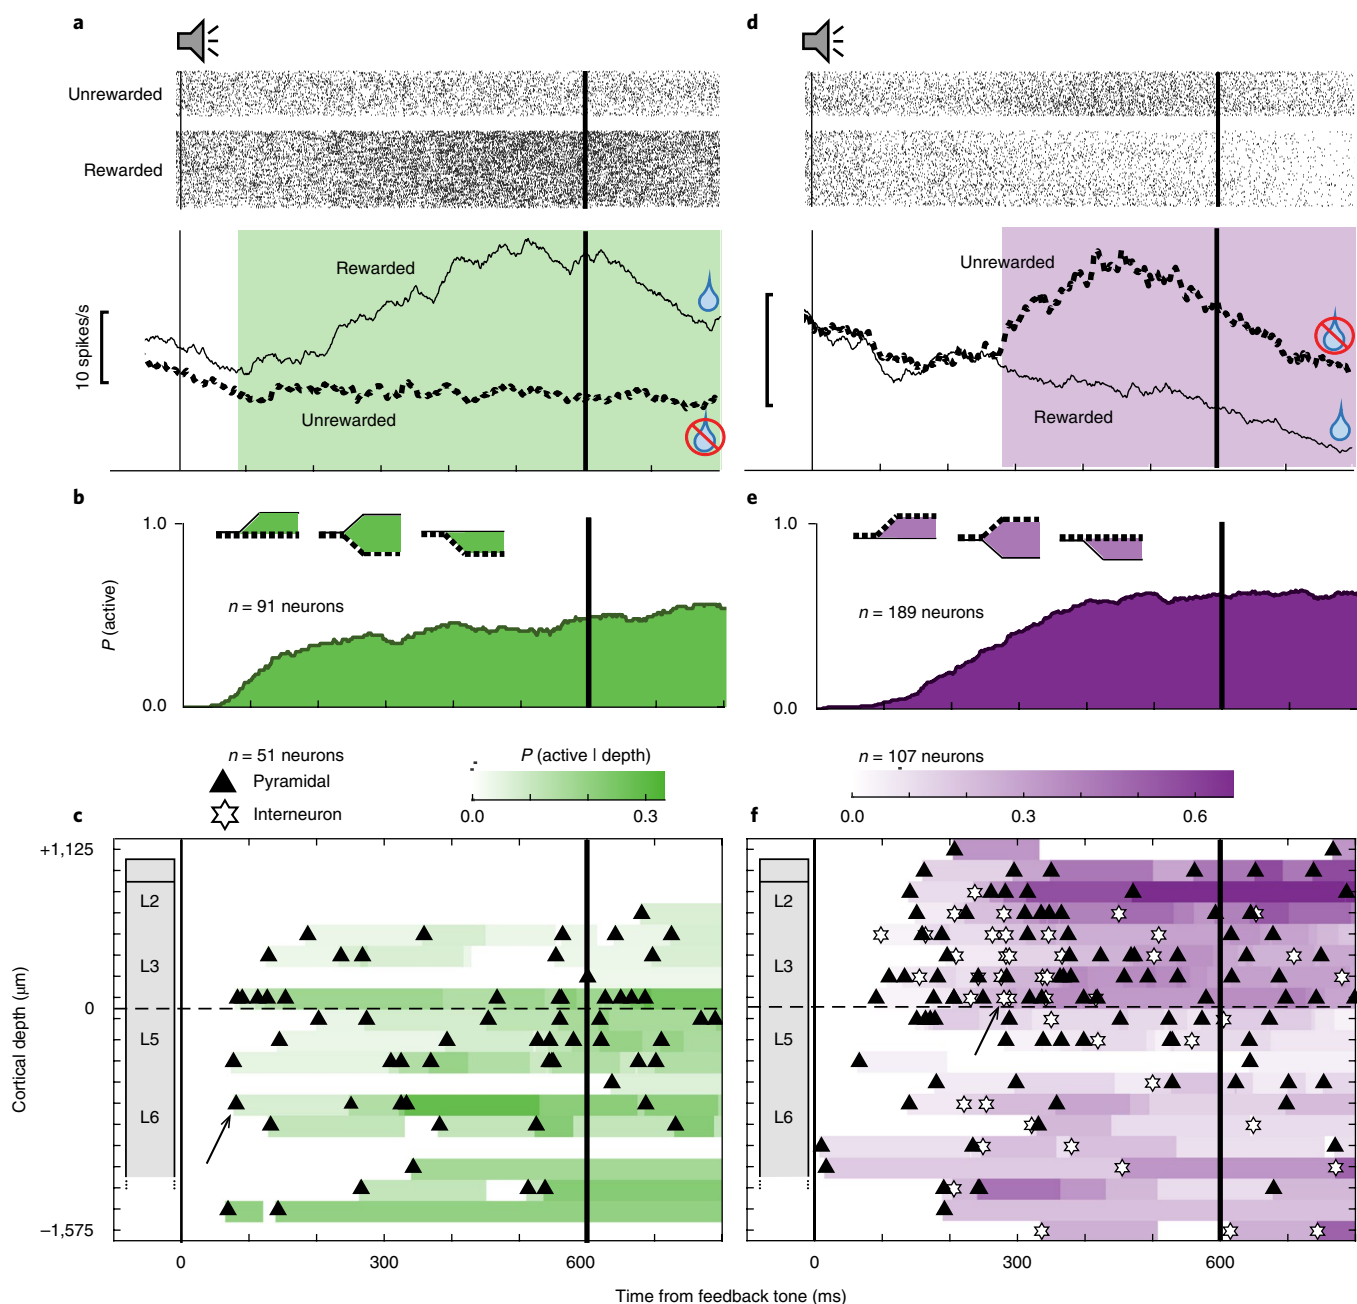 a
Unrewarded
Rewarded
10 spikes/s
Rewarded
Unrewarded
d
Unrewarded
Rewarded
b
1.0
n = 91 neurons
P (active)
0.0
e
1.0
n = 189 neurons
0.0
n = 51 neurons
Pyramidal
Interneuron
P (active | depth)
0.0
0.3
n = 107 neurons
0.0
0.3
0.6
c
+1,125
L2
L3
0
L5
L6
−1,575
Cortical depth (µm)
0
300
600
f
L2
L3
L5
L6
0
300
600
Time from feedback tone (ms)